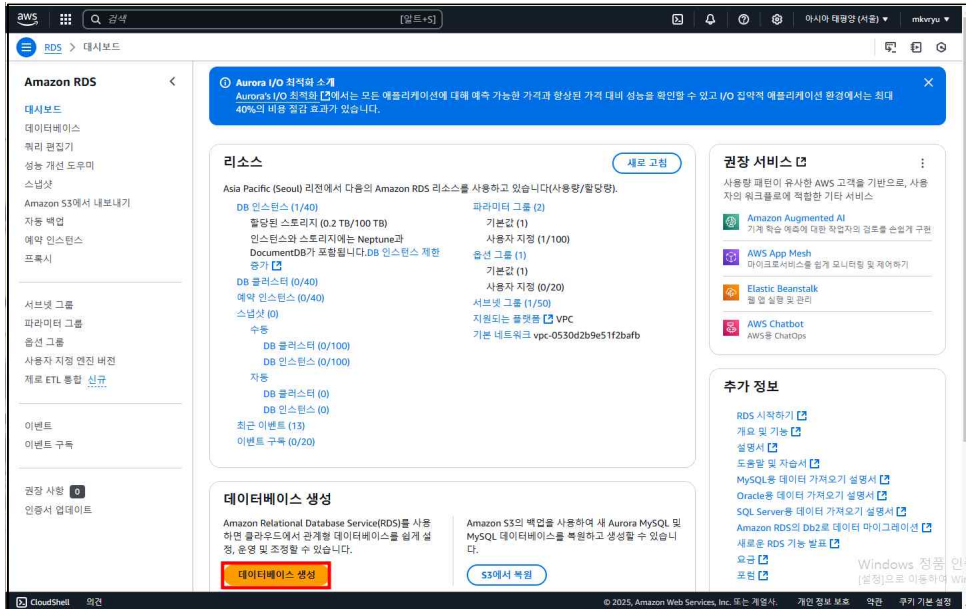 aws
검색
[알트+S]
아시아 태평양 (서울) ▼
mkvryu ▼
RDS > 대시보드
Amazon RDS
대시보드
데이터베이스
쿼리 편집기
성능 개선 도우미
스냅샷
Amazon S3에서 내보내기
자동 백업
예약 인스턴스
프록시
서브넷 그룹
파라미터 그룹
옵션 그룹
사용자 지정 엔진 버전
제로 ETL 통합 신규
이벤트
이벤트 구독
권장 사항 0
인증서 업데이트
Aurora I/O 최적화 소개
Aurora's I/O 최적화에서는 모든 애플리케이션에 대해 예측 가능한 가격과 향상된 가격 대비 성능을 확인할 수 있고 I/O 집약적 애플리케이션 환경에서는 최대
40%의 비용 절감 효과가 있습니다.
리소스
새로 고침
Asia Pacific (Seoul) 리전에서 다음의 Amazon RDS 리소스를 사용하고 있습니다(사용량/할당량).
DB 인스턴스 (1/40)
할당된 스토리지 (0.2 TB/100 TB)
인스턴스와 스토리지에는 Neptune과
DocumentDB가 포함됩니다.DB 인스턴스 제한
증가
DB 클러스터 (0/40)
예약 인스턴스 (0/40)
스냅샷 (0)
수동
DB 클러스터 (0/100)
DB 인스턴스 (0/100)
자동
DB 클러스터 (0)
DB 인스턴스 (0)
최근 이벤트 (13)
이벤트 구독 (0/20)
파라미터 그룹 (2)
기본값 (1)
사용자 지정 (1/100)
옵션 그룹 (1)
기본값 (1)
사용자 지정 (0/20)
서브넷 그룹 (1/50)
지원되는 플랫폼 VPC
기본 네트워크 vpc-0530d2b9e51f2bafb
데이터베이스 생성
Amazon Relational Database Service(RDS)를 사용
하면 클라우드에서 관계형 데이터베이스를 쉽게 설
정, 운영 및 조정할 수 있습니다.
데이터베이스 생성
Amazon S3의 백업을 사용하여 새 Aurora MySQL 및
MySQL 데이터베이스를 복원하고 생성할 수 있습니
다.
S3에서 복원
권장 서비스
사용량 패턴이 유사한 AWS 고객을 기반으로, 사용
자의 워크플로에 적합한 기타 서비스
Amazon Augmented AI
기계 학습 예측에 대한 작업자의 검토를 손쉽게 구현
AWS App Mesh
마이크로서비스를 쉽게 모니터링 및 제어하기
Elastic Beanstalk
웹 앱 실행 및 관리
AWS Chatbot
AWS용 ChatOps
추가 정보
RDS 시작하기
개요 및 기능
설명서
도움말 및 자습서
MySQL용 데이터 가져오기 설명서
Oracle용 데이터 가져오기 설명서
SQL Server용 데이터 가져오기 설명서
Amazon RDS의 Db2로 데이터 마이그레이션
새로운 RDS 기능 발표
요금
포럼
Windows 정품 인
[설정]으로 이동하여 Wi
CloudShell 의견
© 2025, Amazon Web Services, Inc. 또는 계열사. 개인 정보 보호 약관 쿠키 기본 설정